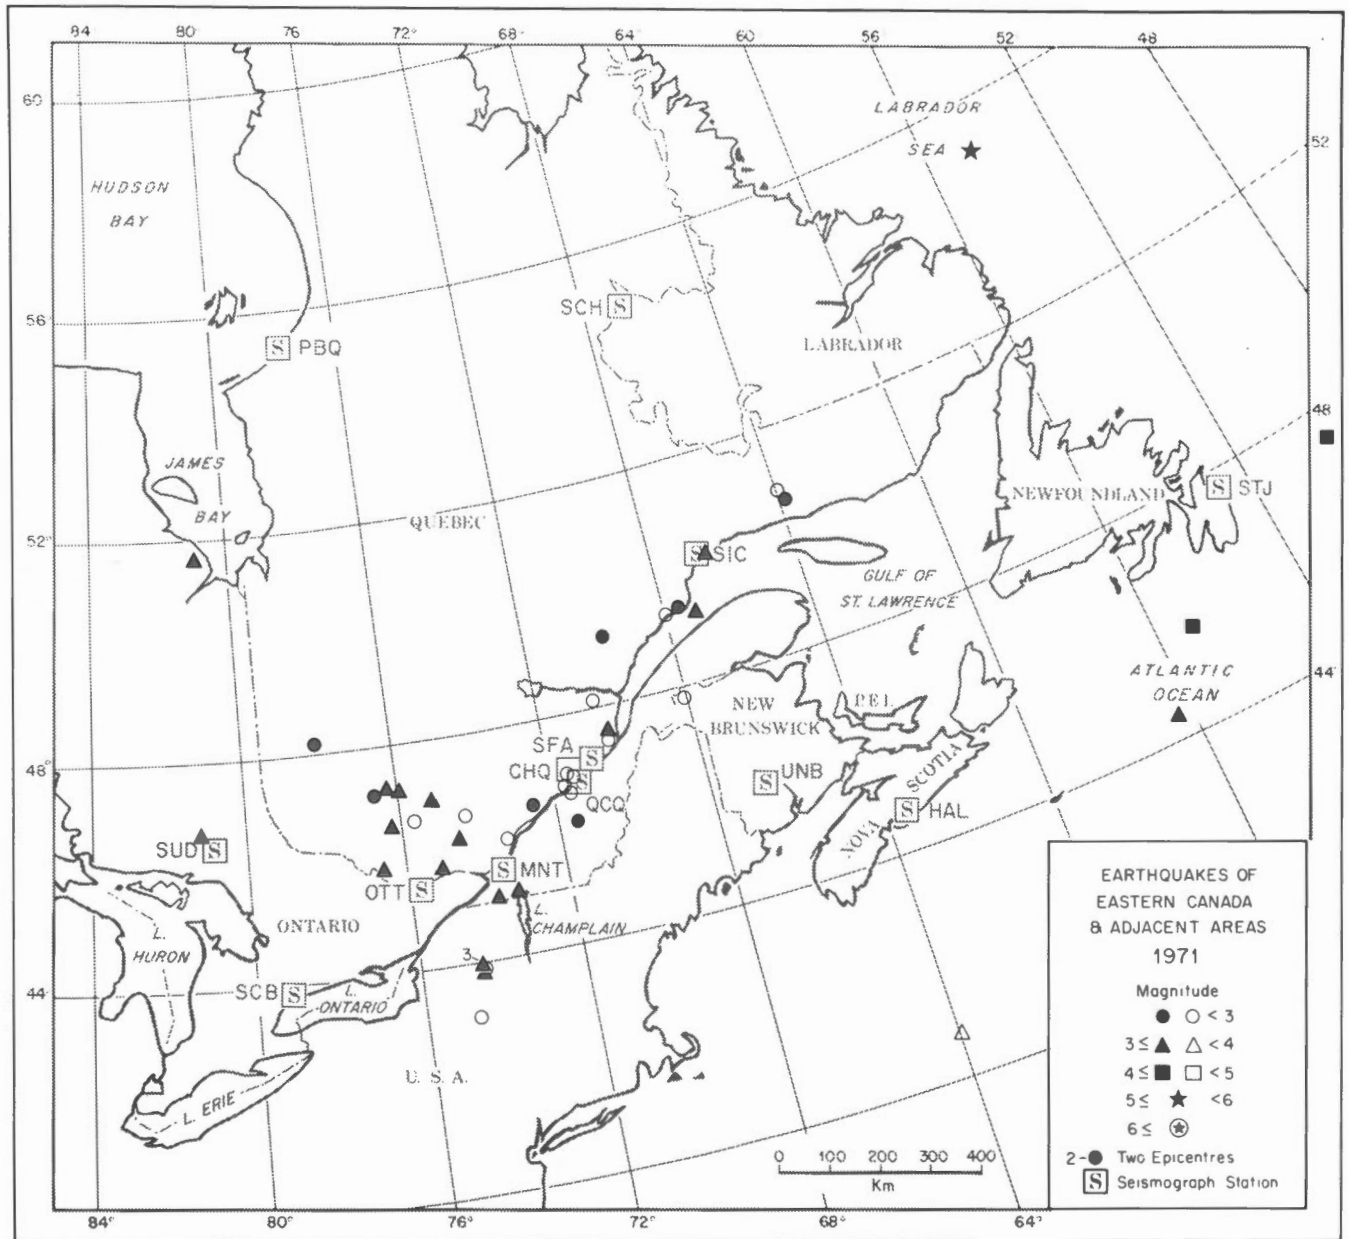 84 80° 76 72° 68° 64 60 56 52 48
60
LABRADOR
SEA
52
HUDSON
BAY
SCH S
LABRADOR
56
S PBQ
48
JAMES
BAY
NEWFOUNDLAND
S STJ
QUEBEC
52
S SIC
GULF OF
ST. LAWRENCE
ATLANTIC
OCEAN
44
NEW
BRUNSWICK
P.E.I.
SFA S
CHQ S
QCQ
48°
UNB
S
NOVA SCOTIA
S HAL
SUD S
MNT
S
OTT S
ONTARIO
L.
CHAMPLAIN
L.
HURON
3
SCB S
L.
ONTARIO
44
U. S. A.
L. ERIE
EARTHQUAKES OF
EASTERN CANADA
& ADJACENT AREAS
1971
Magnitude
< 3
3 ≤ < 4
4 ≤ < 5
5 ≤ < 6
6 ≤
2 - Two Epicentres
S Seismograph Station
0 100 200 300 400
Km
84° 80° 76° 72° 68° 64°